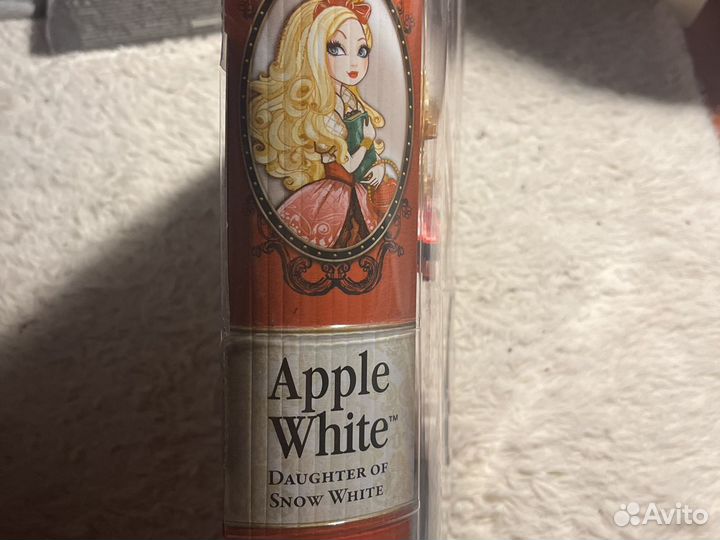 Apple
White™
DAUGHTER OF
SNOW WHITE
Avito